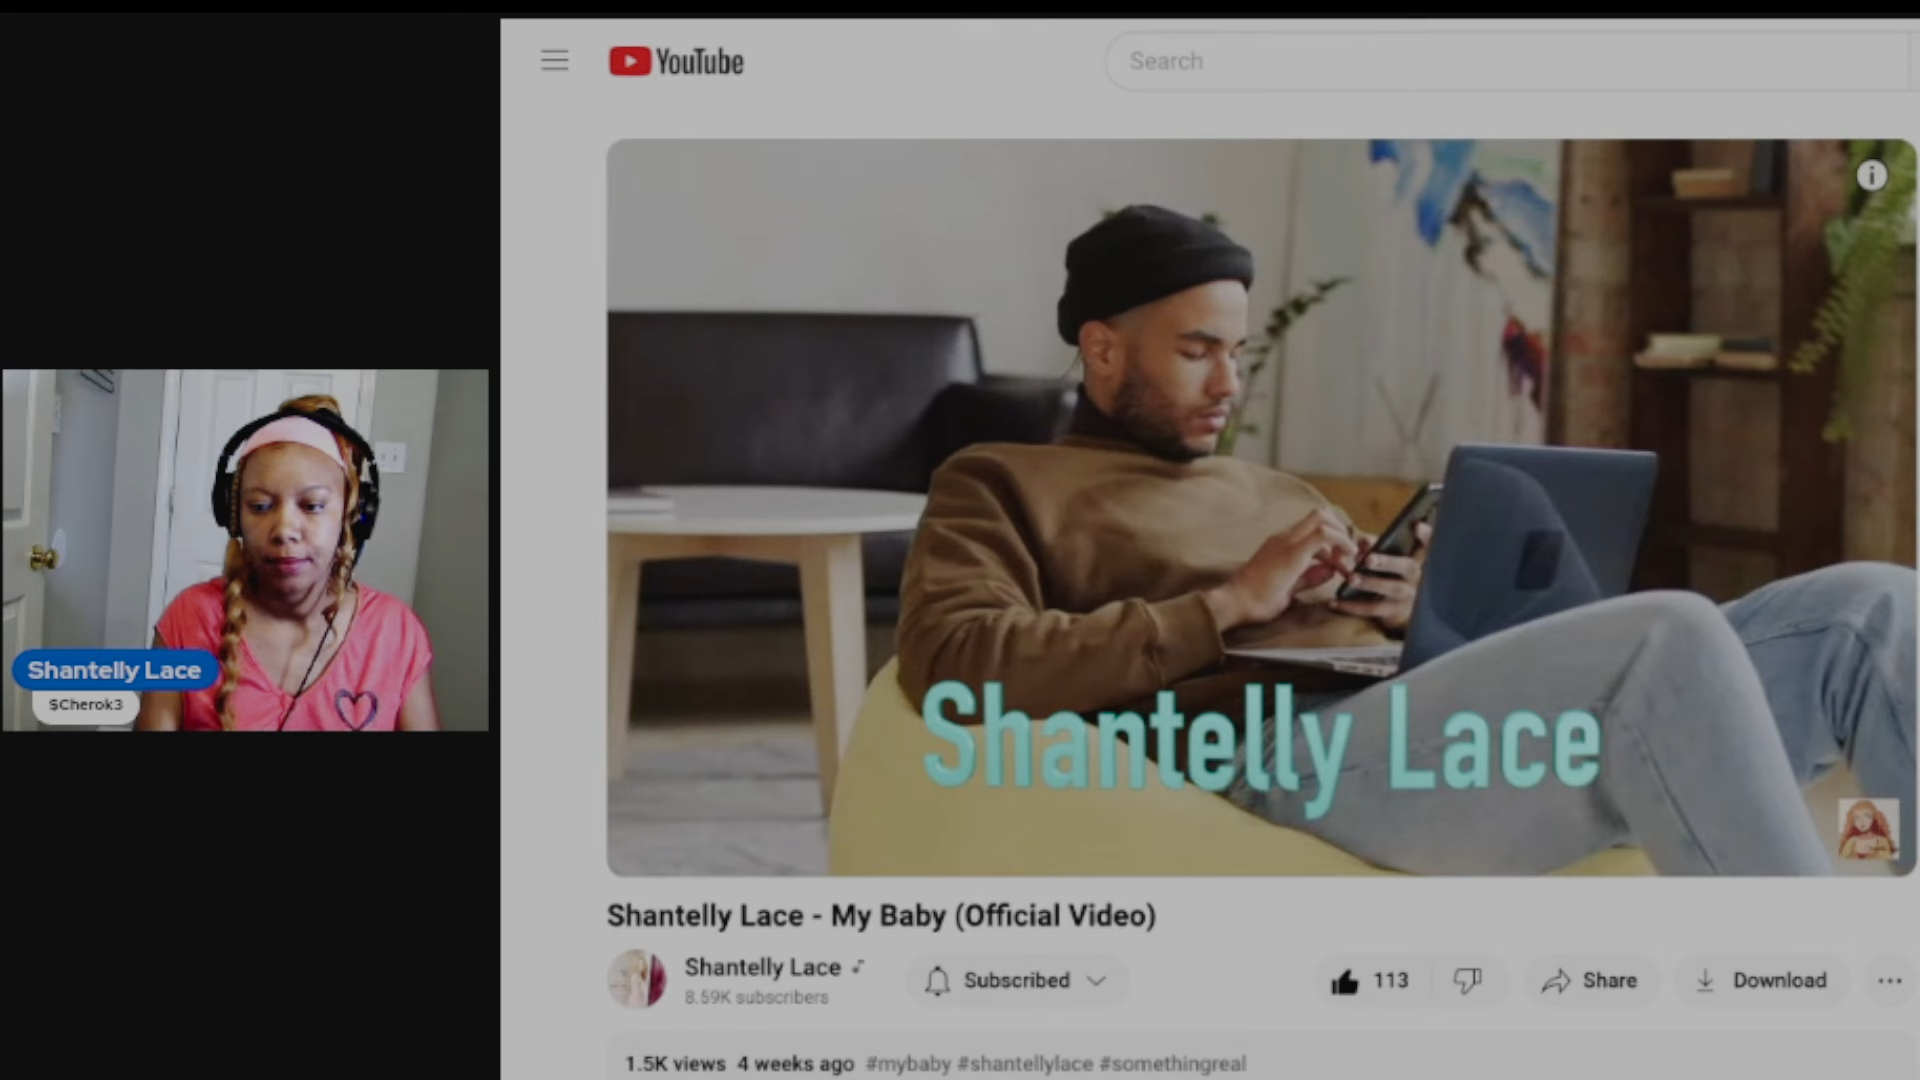 YouTube
Search
Shantelly Lace
Shantelly Lace
$Cherok3
Shantelly Lace - My Baby (Official Video)
Shantelly Lace
8.59K subscribers
Subscribed
113
Share
Download
1.5K views 4 weeks ago #mybaby #shantellylace #somethingreal